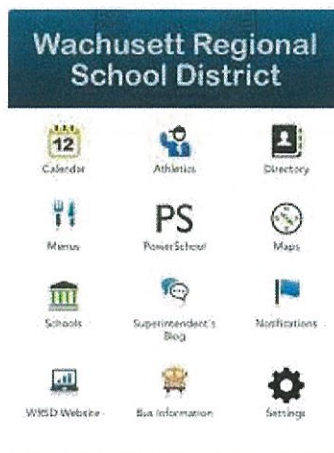 Wachusett Regional
School District
12
Calendar
Athletics
Directory
Menus
PS
PowerSchool
Maps
Schools
Superintendent's
Blog
Notifications
WRSD Website
Bus Information
Settings